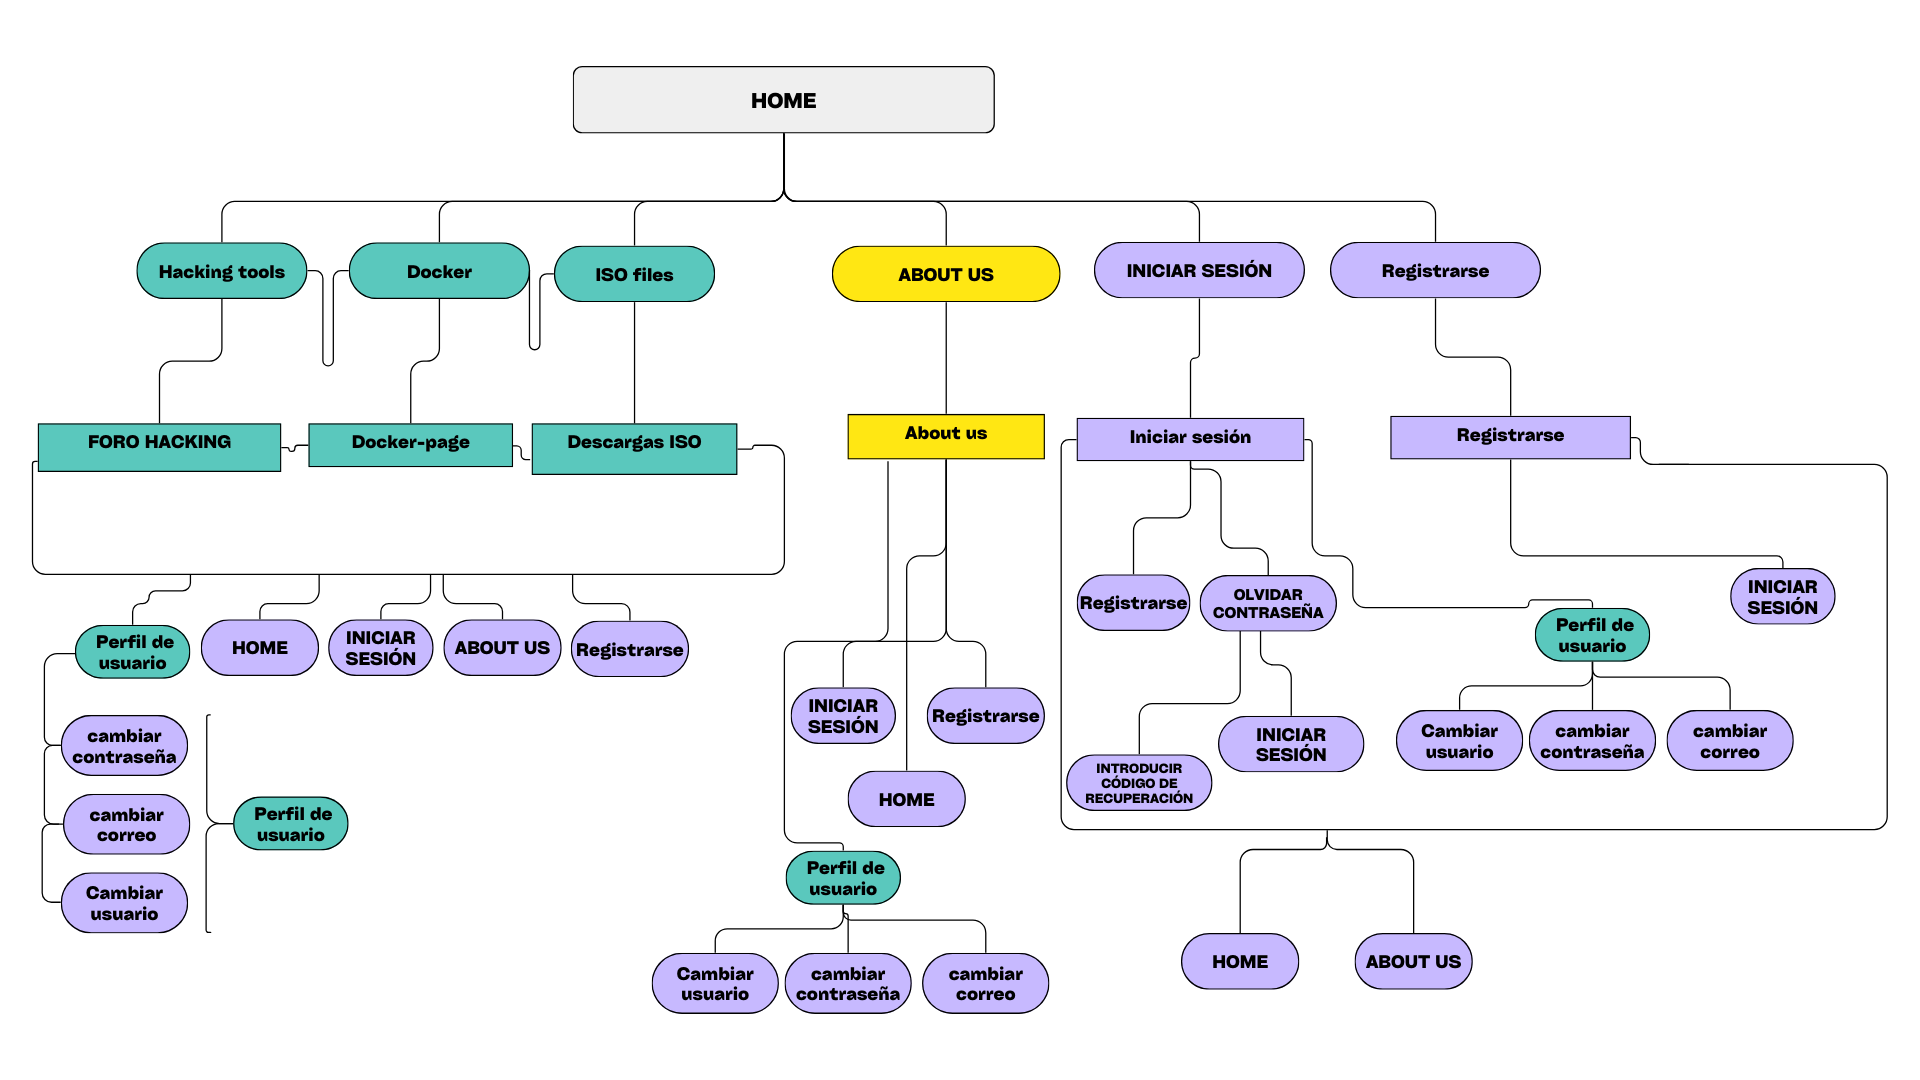 HOME
Hacking tools
Docker
ISO files
ABOUT US
INICIAR SESIÓN
Registrarse
FORO HACKING
Docker-page
Descargas ISO
About us
Iniciar sesión
Registrarse
Perfil de
usuario
HOME
INICIAR
SESIÓN
ABOUT US
Registrarse
cambiar
contraseña
cambiar
correo
Cambiar
usuario
Perfil de
usuario
INICIAR
SESIÓN
Registrarse
HOME
Perfil de
usuario
Cambiar
usuario
cambiar
contraseña
cambiar
correo
Registrarse
OLVIDAR
CONTRASEÑA
INTRODUCIR
CÓDIGO DE
RECUPERACIÓN
INICIAR
SESIÓN
Perfil de
usuario
Cambiar
usuario
cambiar
contraseña
cambiar
correo
INICIAR
SESIÓN
HOME
ABOUT US